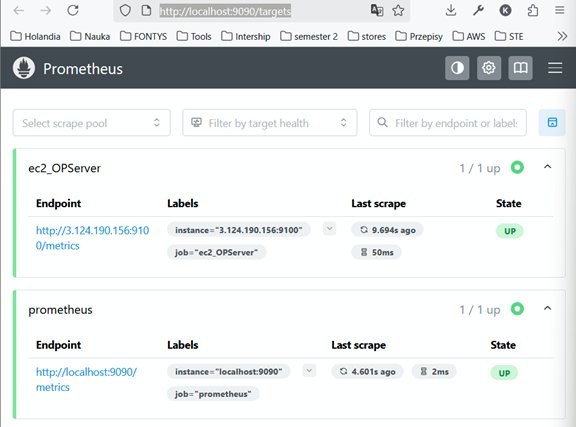 http://localhost:9090/targets
K
Holandia Nauka FONTYS Tools Intership semester 2 stores Przepisy AWS STE
Prometheus
Select scrape pool Filter by target health Filter by endpoint or labels
ec2_OPServer 1 / 1 up
Endpoint Labels Last scrape State
http://3.124.190.156:910 instance="3.124.190.156:9100" 9.694s ago UP
0/metrics job="ec2_OPServer" 50ms
prometheus 1 / 1 up
Endpoint Labels Last scrape State
http://localhost:9090/ instance="localhost:9090" 4.601s ago 2ms UP
metrics job="prometheus"